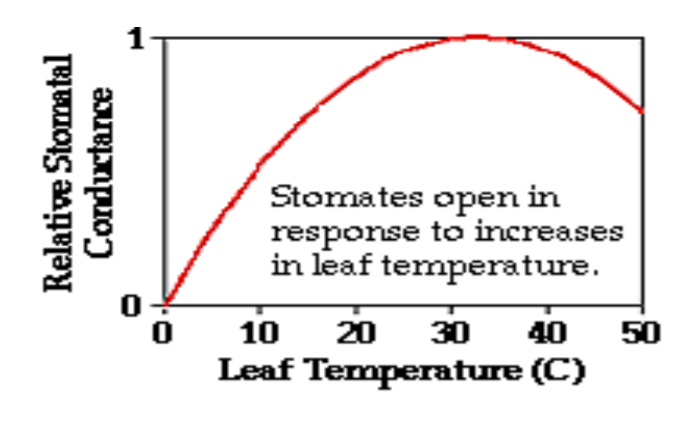 1
Relative Stomatal
Conductance
Stomates open in
response to increases
in leaf temperature.
0
0 10 20 30 40 50
Leaf Temperature (C)